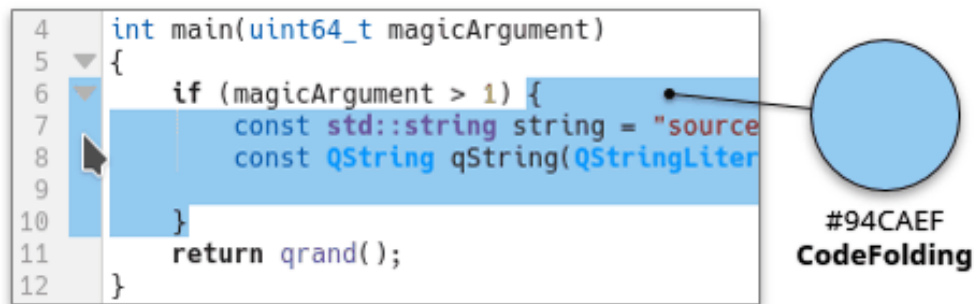 4 int main(uint64_t magicArgument)
5 {
6 if (magicArgument > 1) {
7 const std::string string = "source
8 const QString qString(QStringLiter
9
10 }
11 return qrand();
12 }
#94CAEF
CodeFolding